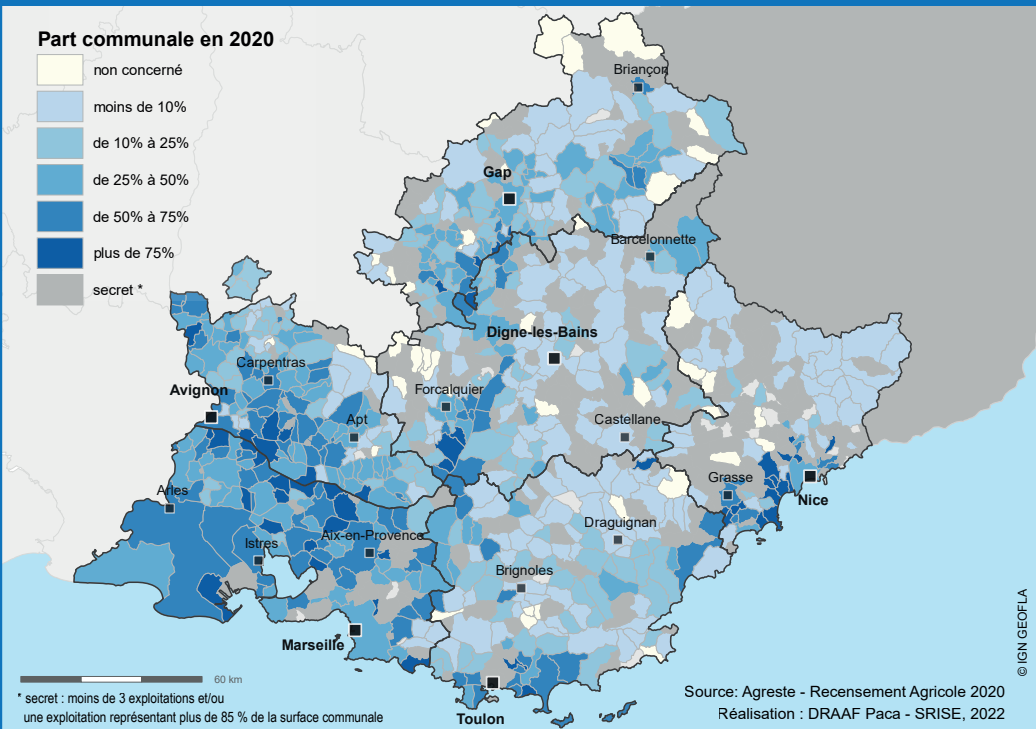 Part communale en 2020
non concerné
moins de 10%
de 10% à 25%
de 25% à 50%
de 50% à 75%
plus de 75%
secret *
Briançon
Gap
Barcelonnette
Digne-les-Bains
Carpentras
Avignon
Forcalquier
Apt
Castellane
Grasse
Nice
Arles
Draguignan
Istres
Aix-en-Provence
Brignoles
Marseille
Toulon
60 km
* secret : moins de 3 exploitations et/ou
une exploitation représentant plus de 85 % de la surface communale
Source: Agreste - Recensement Agricole 2020
Réalisation : DRAAF Paca - SRISE, 2022
© IGN GEOFLA